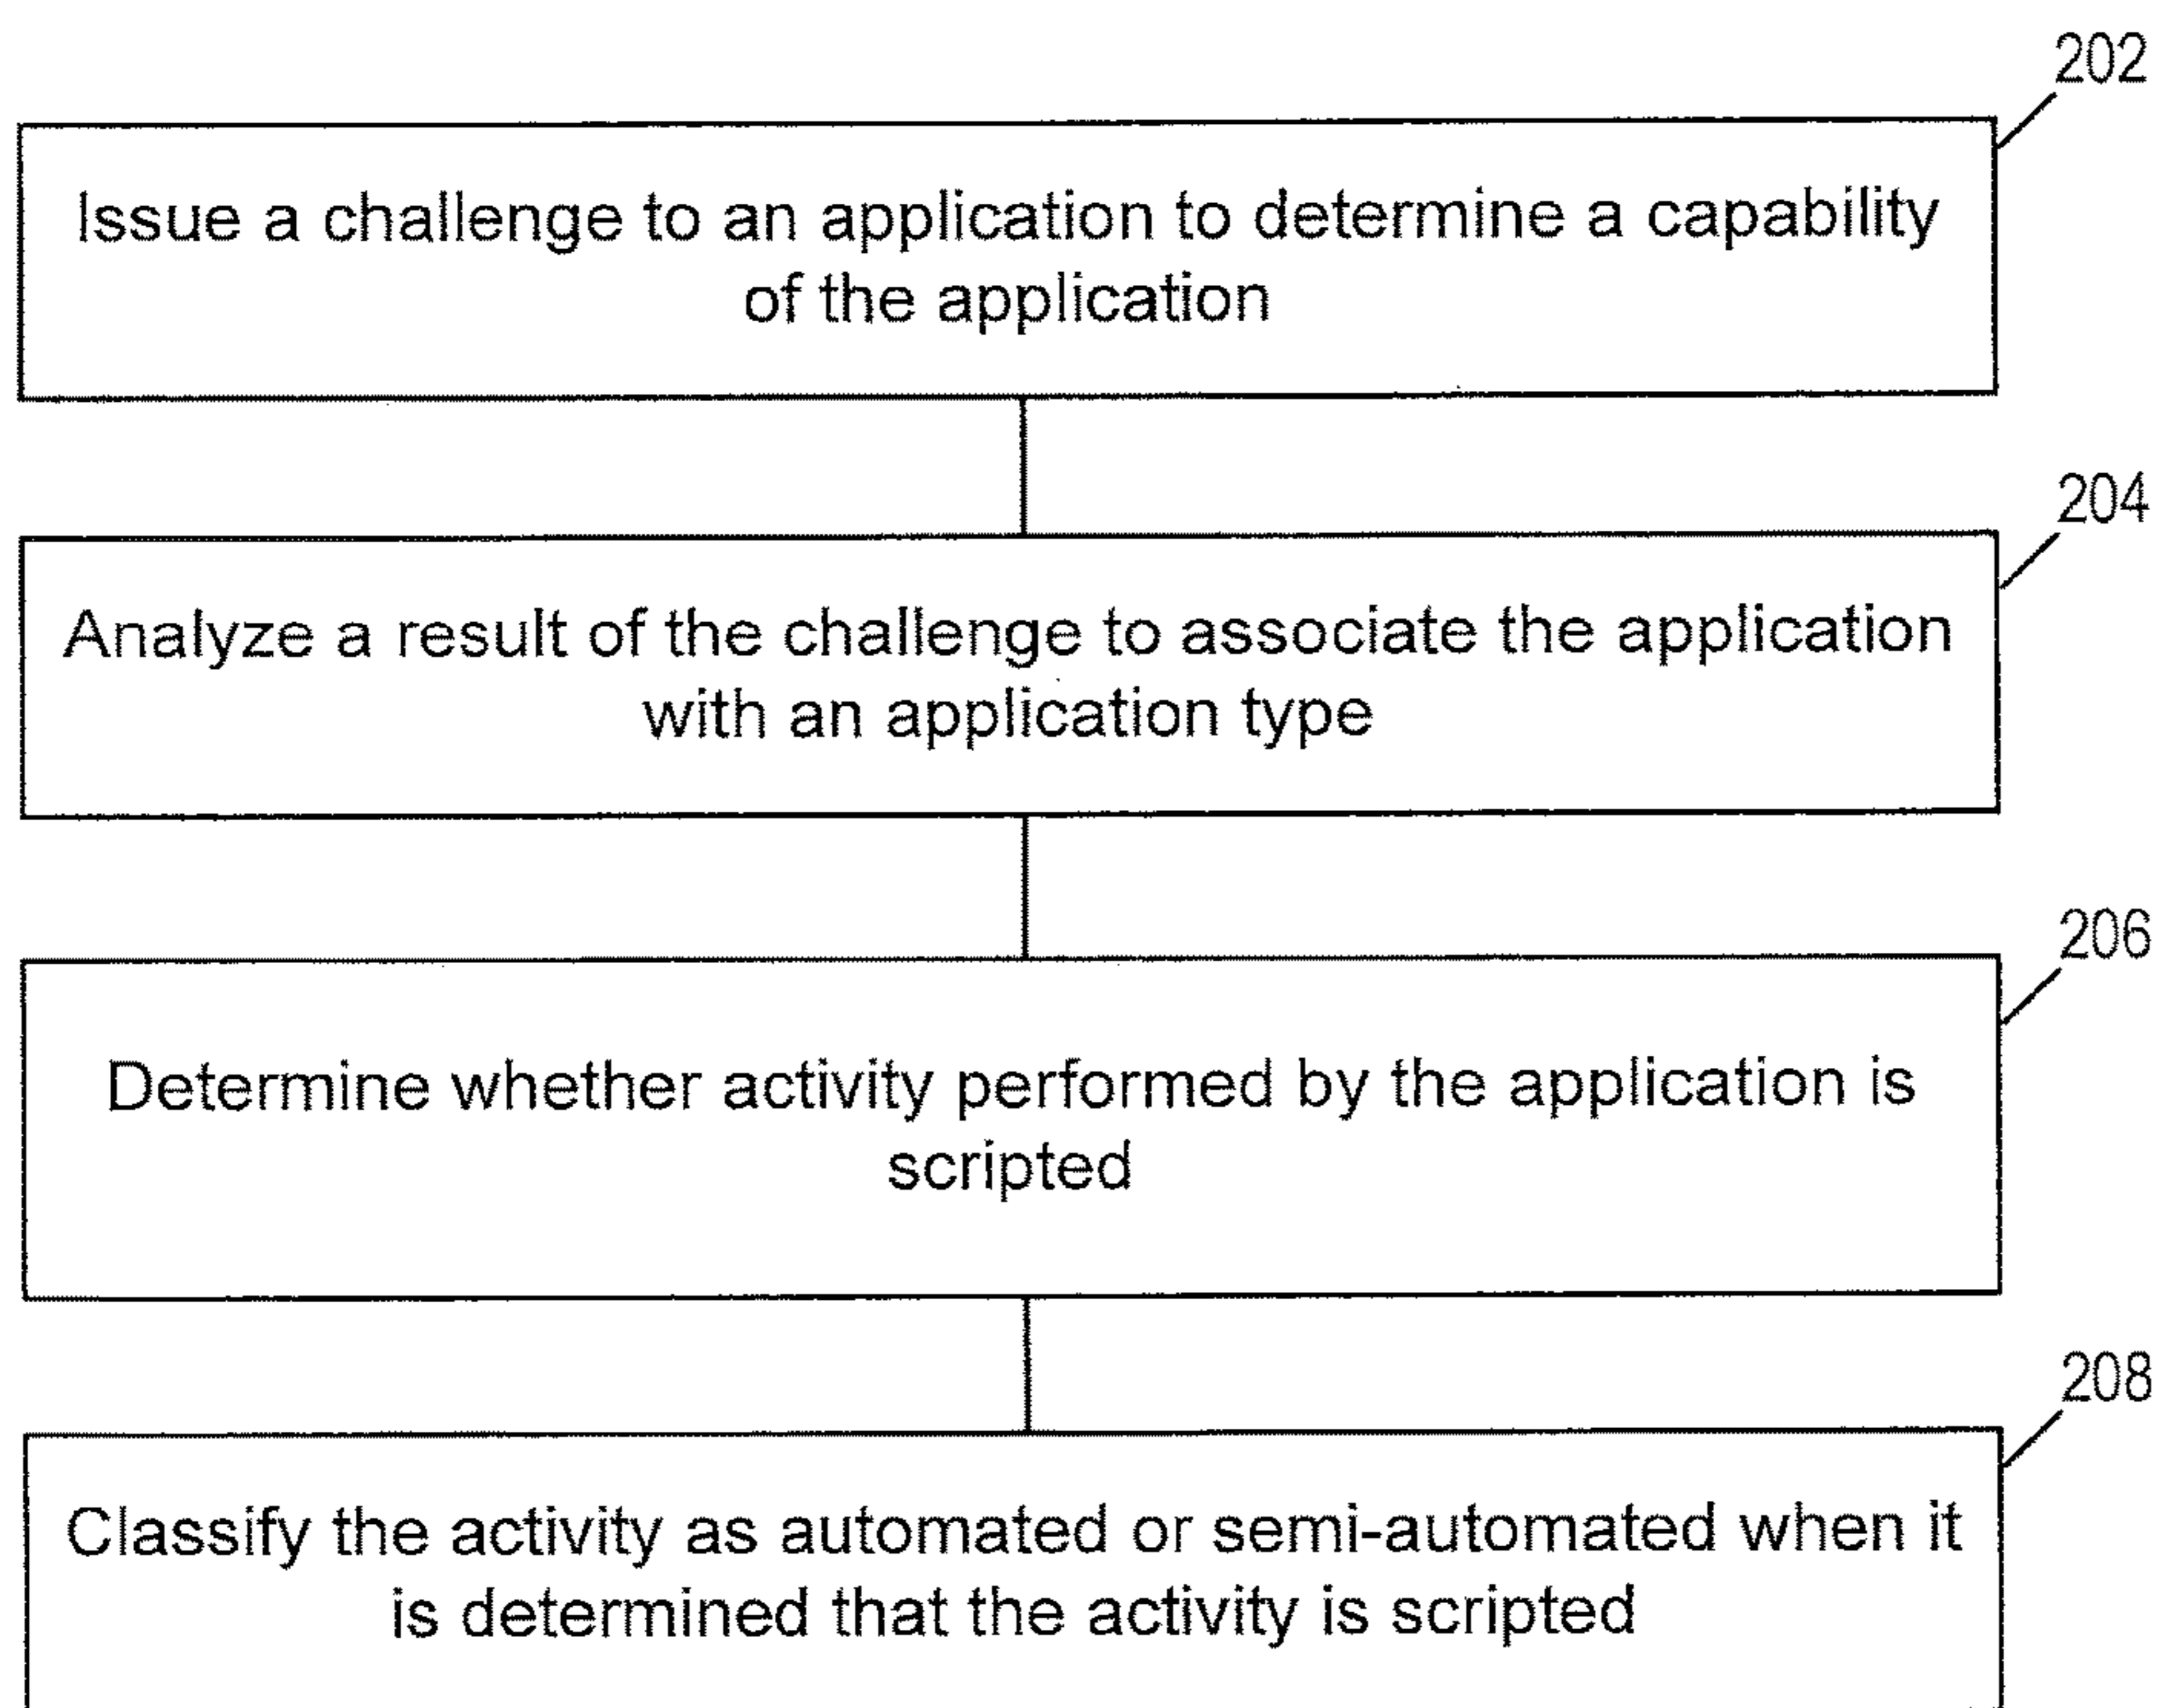 202
Issue a challenge to an application to determine a capability
of the application
204
Analyze a result of the challenge to associate the application
with an application type
206
Determine whether activity performed by the application is
scripted
208
Classify the activity as automated or semi-automated when it
is determined that the activity is scripted